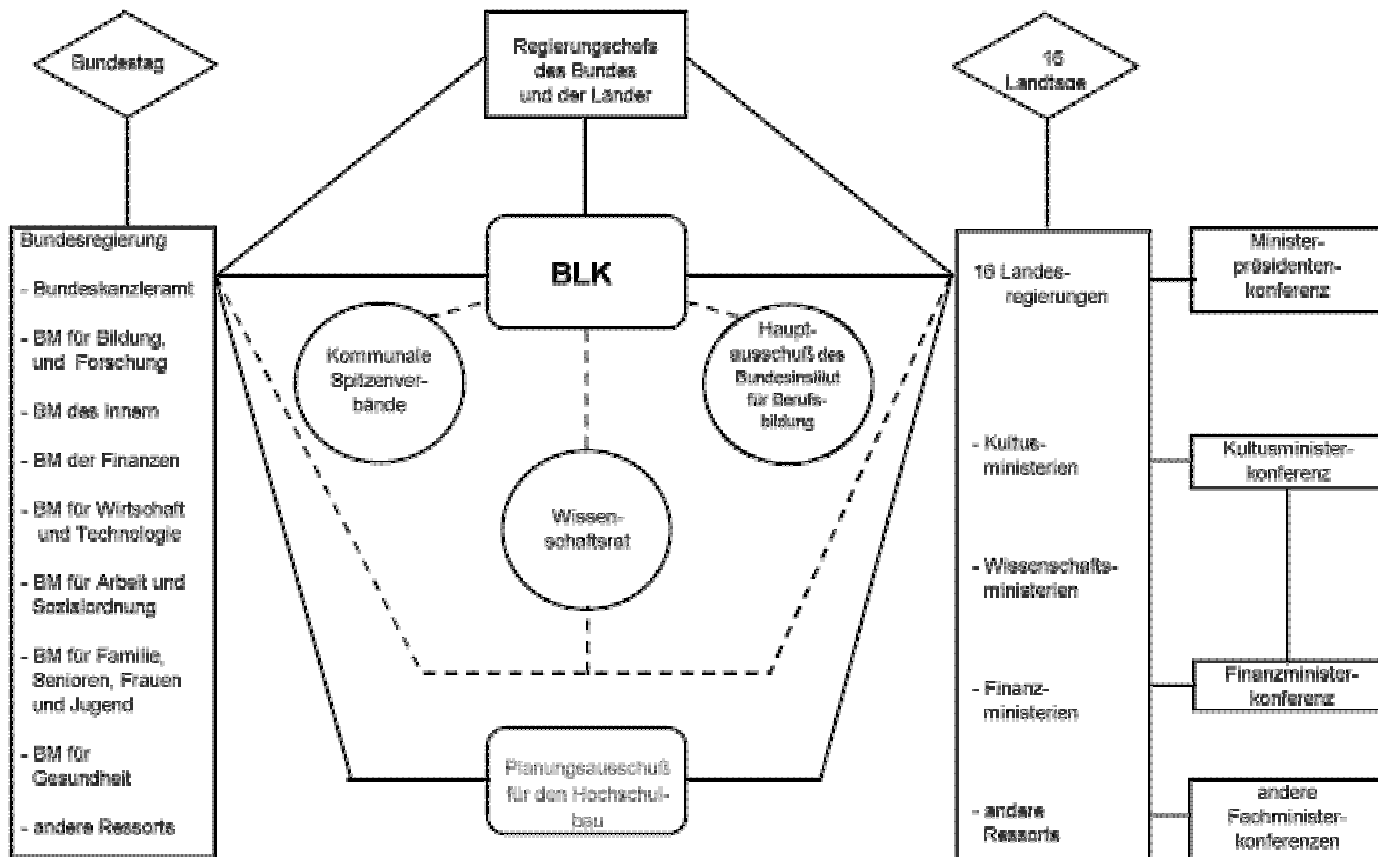 Bundestag
Regierungschefs
des Bundes
und der Länder
16
Landtage
Bundesregierung
- Bundeskanzleramt
- BM für Bildung,
und Forschung
- BM des Innern
- BM der Finanzen
- BM für Wirtschaft
und Technologie
- BM für Arbeit und
Sozialordnung
- BM für Familie,
Senioren, Frauen
und Jugend
- BM für
Gesundheit
- andere Ressorts
BLK
Kommunale
Spitzenver-
bände
Haupt-
ausschuß des
Bundesinstitut
für Berufs-
bildung
Wissen-
schaftsrat
Planungsausschuß
für den Hochschul-
bau
16 Landes-
regierungen
- Kultus-
ministerien
- Wissenschafts-
ministerien
- Finanz-
ministerien
- andere
Ressorts
Minister-
präsidenten-
konferenz
Kultusminister-
konferenz
Finanzminister-
konferenz
andere
Fachminister-
konferenzen